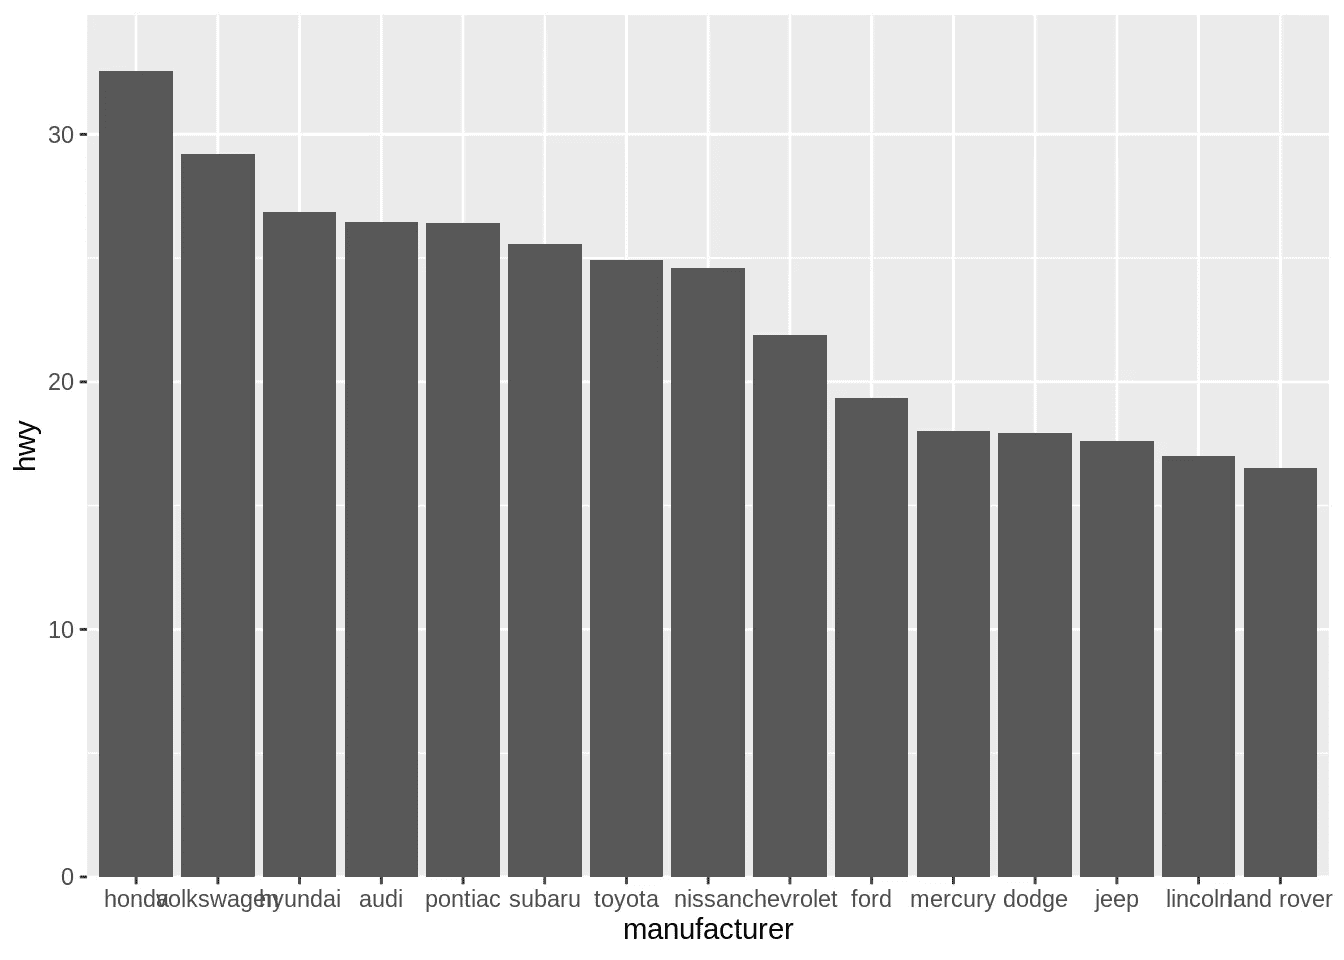 hwy
30
20
10
0
honda volkswagen hyundai audi pontiac subaru toyota nissan chevrolet ford mercury dodge jeep lincoln land rover
manufacturer